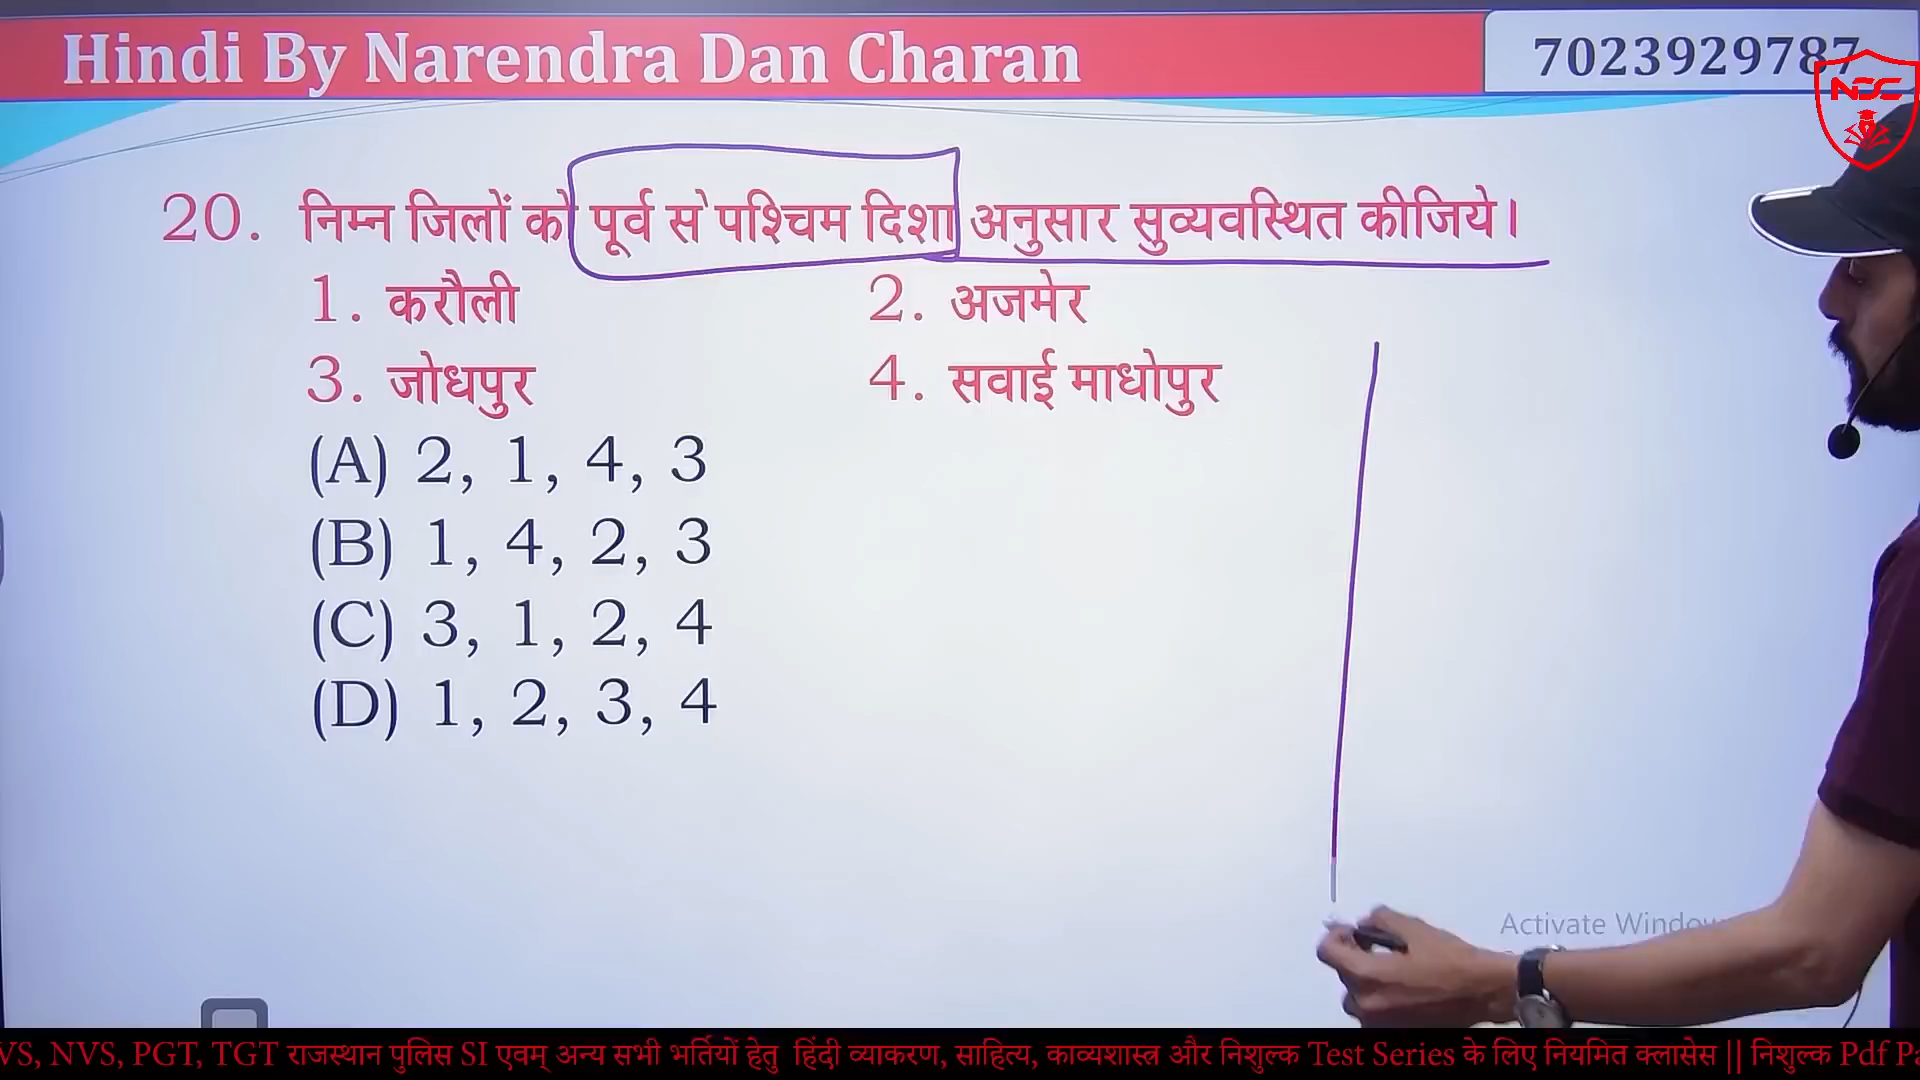 Hindi By Narendra Dan Charan
7023929787
NDC
20. निम्न जिलों को पूर्व से पश्चिम दिशा अनुसार सुव्यवस्थित कीजिये।
1. करौली 2. अजमेर
3. जोधपुर 4. सवाई माधोपुर
(A) 2, 1, 4, 3
(B) 1, 4, 2, 3
(C) 3, 1, 2, 4
(D) 1, 2, 3, 4
Activate
VS, NVS, PGT, TGT राजस्थान पुलिस SI एवम् अन्य सभी भर्तियों हेतु हिंदी व्याकरण, साहित्य, काव्यशास्त्र और निशुल्क Test Series के लिए नियमित क्लासेस || निशुल्क Pdf